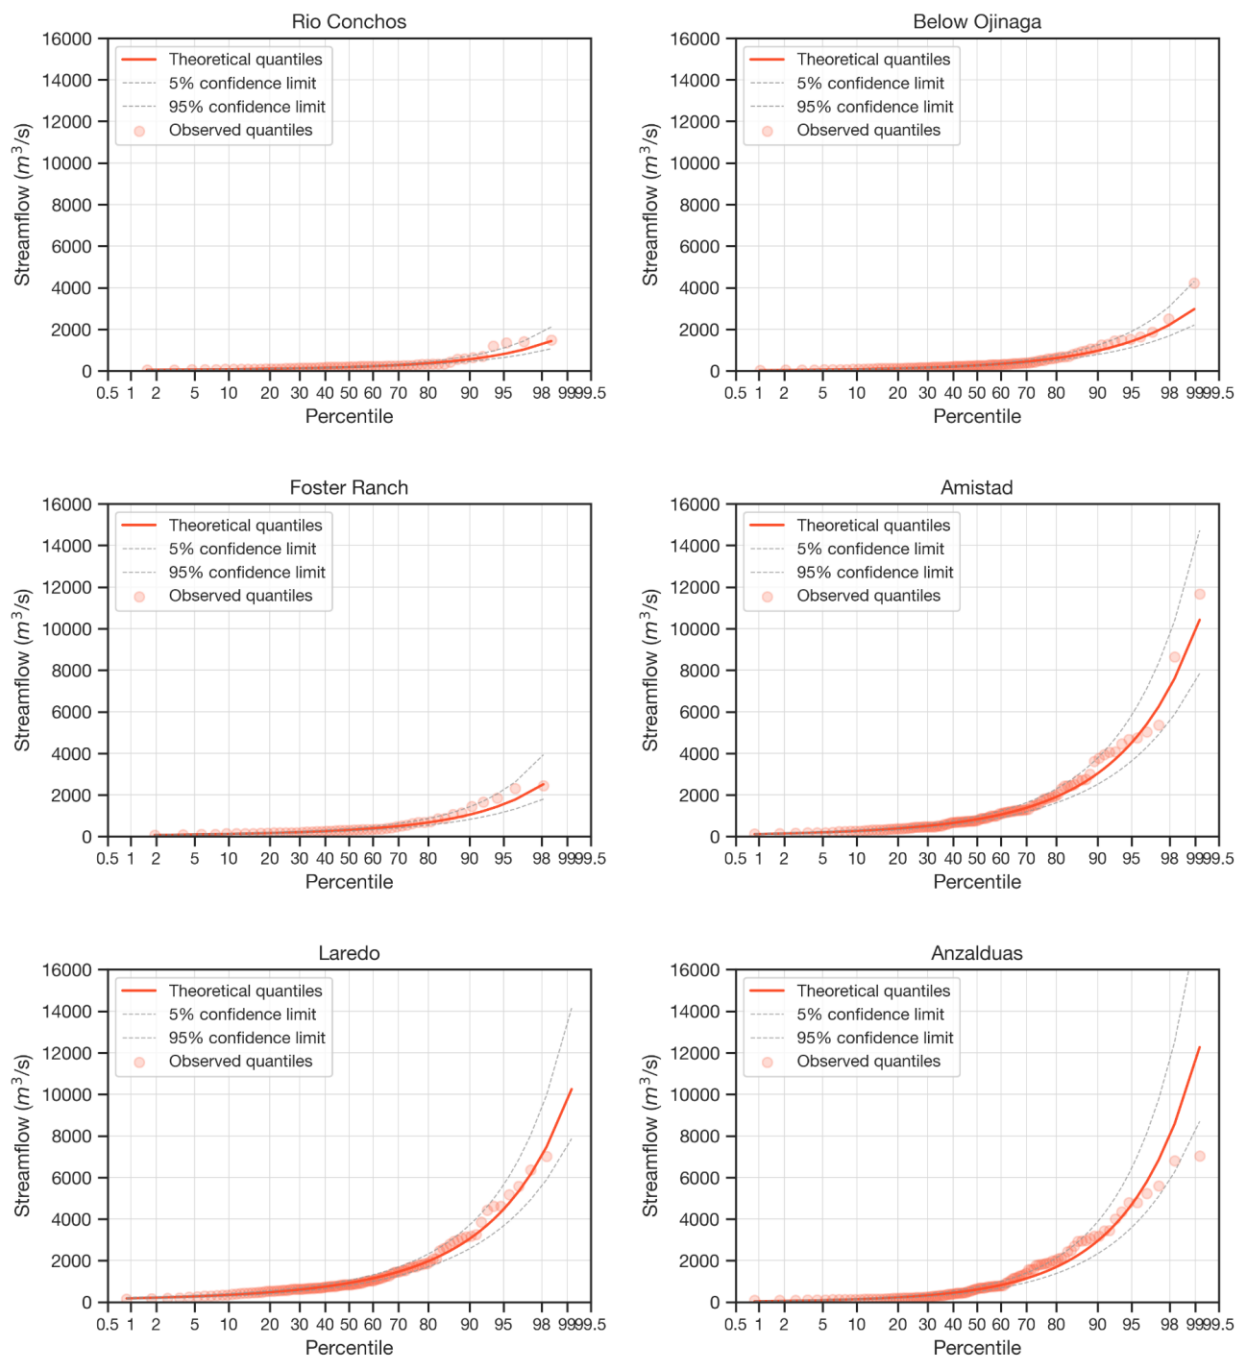 Rio Conchos
16000
14000
12000
10000
8000
6000
4000
2000
0
Streamflow (m³/s)
Theoretical quantiles
5% confidence limit
95% confidence limit
Observed quantiles
0.5 1 2 5 10 20 30 40 50 60 70 80 90 95 98 99 99.5
Percentile
Below Ojinaga
16000
14000
12000
10000
8000
6000
4000
2000
0
Streamflow (m³/s)
Theoretical quantiles
5% confidence limit
95% confidence limit
Observed quantiles
0.5 1 2 5 10 20 30 40 50 60 70 80 90 95 98 99 99.5
Percentile
Foster Ranch
16000
14000
12000
10000
8000
6000
4000
2000
0
Streamflow (m³/s)
Theoretical quantiles
5% confidence limit
95% confidence limit
Observed quantiles
0.5 1 2 5 10 20 30 40 50 60 70 80 90 95 98 99 99.5
Percentile
Amistad
16000
14000
12000
10000
8000
6000
4000
2000
0
Streamflow (m³/s)
Theoretical quantiles
5% confidence limit
95% confidence limit
Observed quantiles
0.5 1 2 5 10 20 30 40 50 60 70 80 90 95 98 99 99.5
Percentile
Laredo
16000
14000
12000
10000
8000
6000
4000
2000
0
Streamflow (m³/s)
Theoretical quantiles
5% confidence limit
95% confidence limit
Observed quantiles
0.5 1 2 5 10 20 30 40 50 60 70 80 90 95 98 99 99.5
Percentile
Anzalduas
16000
14000
12000
10000
8000
6000
4000
2000
0
Streamflow (m³/s)
Theoretical quantiles
5% confidence limit
95% confidence limit
Observed quantiles
0.5 1 2 5 10 20 30 40 50 60 70 80 90 95 98 99 99.5
Percentile